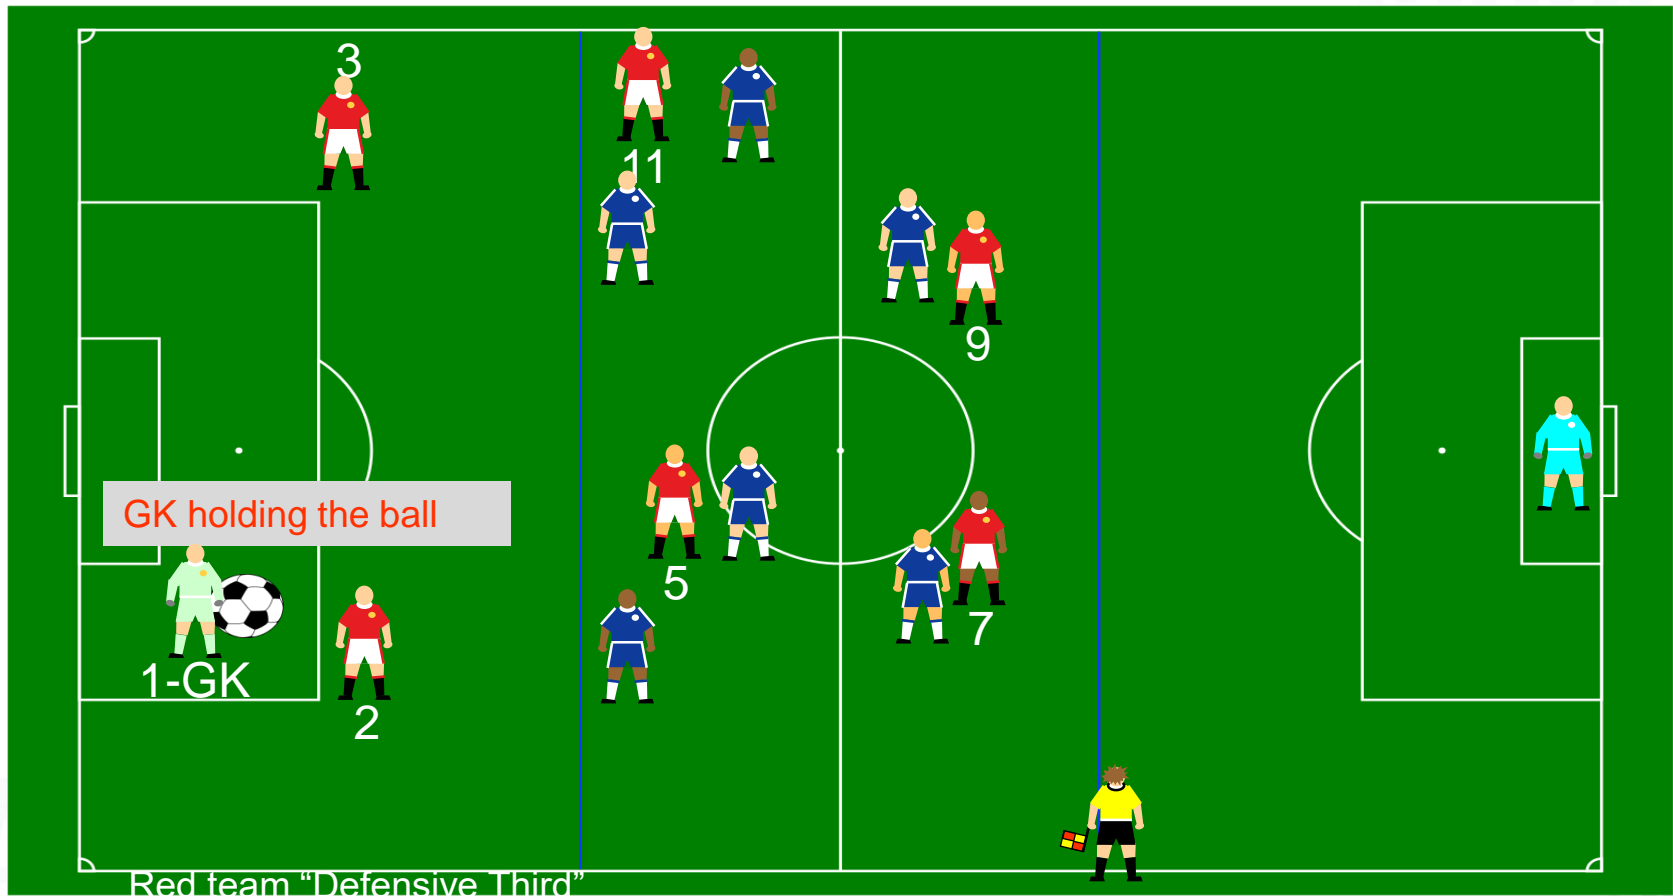 3
11
9
GK holding the ball
5
7
1-GK
2
Red team “Defensive Third”